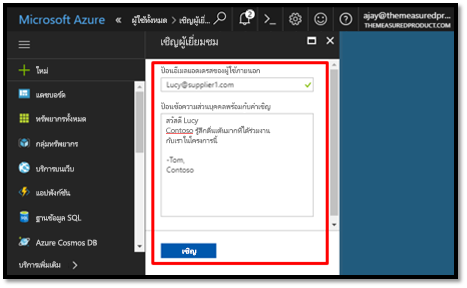 Microsoft Azure
ผู้ใช้ทั้งหมด > เชิญผู้เยี่ย...
2
ajay@themeasuredpr...
THEMEASUREDPRODUCT.COM
เชิญผู้เยี่ยมชม
ใหม่
แดชบอร์ด
ทรัพยากรทั้งหมด
กลุ่มทรัพยากร
บริการบนเว็บ
แอปฟังก์ชัน
ฐานข้อมูล SQL
Azure Cosmos DB
บริการเพิ่มเติม >
ป้อนอีเมลแอดเดรสของผู้ใช้ภายนอก
Lucy@supplier1.com
ป้อนข้อความส่วนบุคคลพร้อมกับคำเชิญ
สวัสดี Lucy
Contoso รู้สึกตื่นเต้นมากที่ได้ร่วมงาน
กับเราในโครงการนี้
-Tom,
Contoso
เชิญ